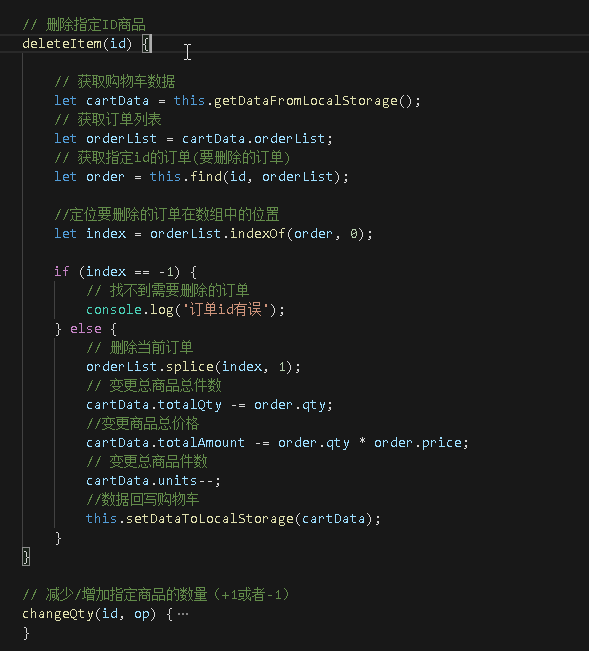 // 删除指定ID商品
deleteItem(id) {
// 获取购物车数据
let cartData = this.getDataFromLocalStorage();
// 获取订单列表
let orderList = cartData.orderList;
// 获取指定id的订单(要删除的订单)
let order = this.find(id, orderList);
//定位要删除的订单在数组中的位置
let index = orderList.indexOf(order, 0);
if (index == -1) {
// 找不到需要删除的订单
console.log('订单id有误');
} else {
// 删除当前订单
orderList.splice(index, 1);
// 变更总商品总件数
cartData.totalQty -= order.qty;
//变更商品总价格
cartData.totalAmount -= order.qty * order.price;
// 变更总商品件数
cartData.units--;
//数据回写购物车
this.setDataToLocalStorage(cartData);
}
}
// 减少/增加指定商品的数量（+1或者-1）
changeQty(id, op) {…
}